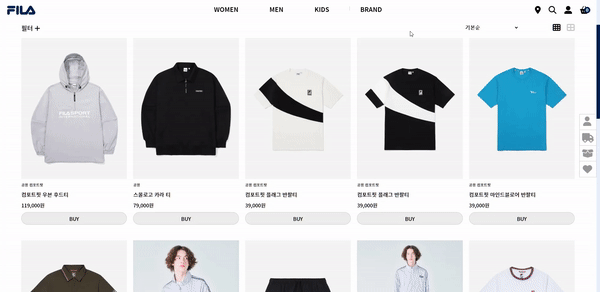 FILA
WOMEN MEN KIDS BRAND
필터 +
기본순
FILASPORT
공용 컴포트핏
컴포트핏 우븐 후드티
119,000원
BUY
공용
스몰로고 카라 티
79,000원
BUY
공용 컴포트핏
컴포트핏 플래그 반팔티
39,000원
BUY
공용 컴포트핏
컴포트핏 플래그 반팔티
39,000원
BUY
공용 컴포트핏
컴포트핏 마인드블로어 반팔티
39,000원
BUY